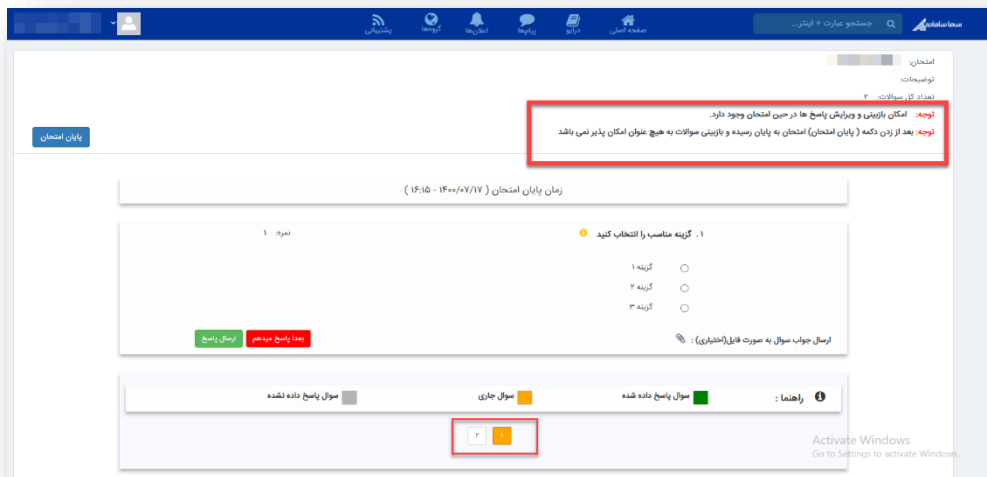 سمیا سامانه
جستجو عبارت + اینتر...
صفحه اصلی
درایو
پیام‌ها
اعلان‌ها
گروه‌ها
پشتیبانی
امتحان:
توضیحات:
تعداد کل سوالات: ۲
توجه: امکان بازبینی و ویرایش پاسخ ها در حین امتحان وجود دارد.
توجه: بعد از زدن دکمه ( پایان امتحان) امتحان به پایان رسیده و بازبینی سوالات به هیچ عنوان امکان پذیر نمی باشد
پایان امتحان
زمان پایان امتحان ( ۱۴۰۰/۰۷/۱۷ - ۱۶:۱۵ )
۱ . گزینه مناسب را انتخاب کنید
نمره: ۱
گزینه ۱
گزینه ۲
گزینه ۳
ارسال جواب سوال به صورت فایل(اختیاری) :
بعدا پاسخ میدهم
ارسال پاسخ
راهنما :
سوال پاسخ داده شده
سوال جاری
سوال پاسخ داده نشده
۱
۲
Activate Windows
Go to Settings to activate Windows.